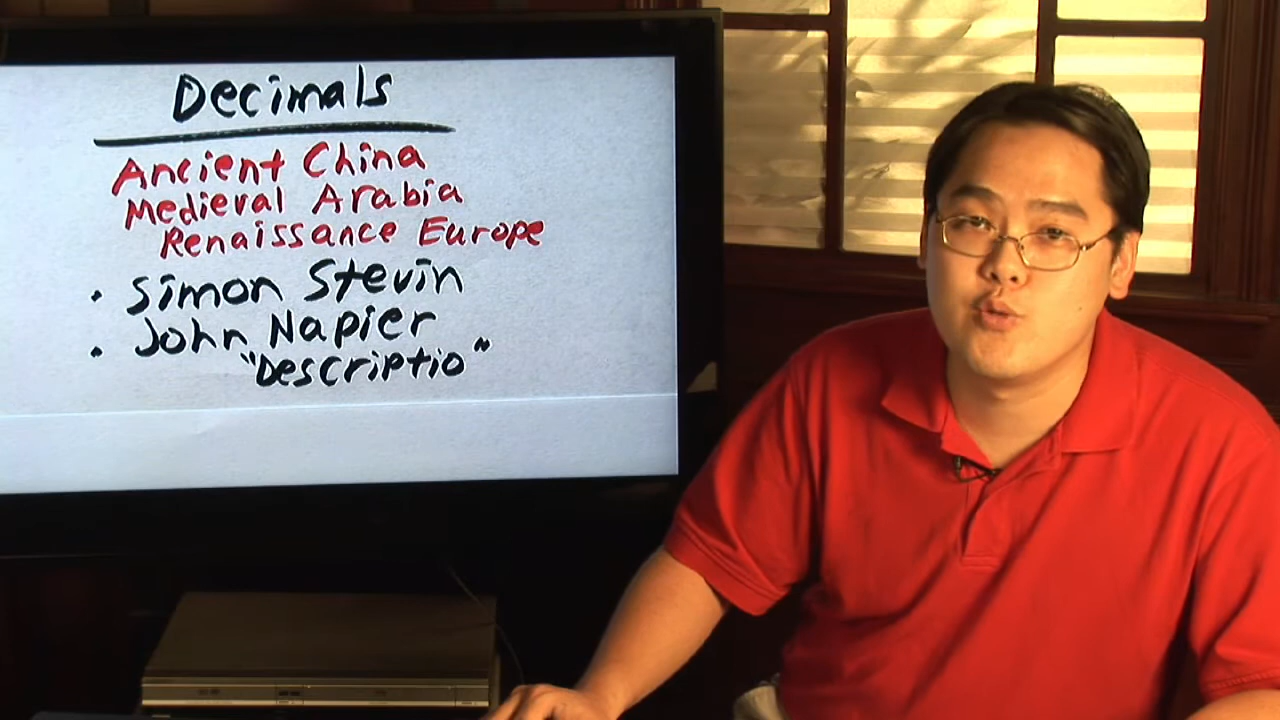 Decimals
Ancient China
Medieval Arabia
Renaissance Europe
• Simon Stevin
• John Napier
"Descriptio"